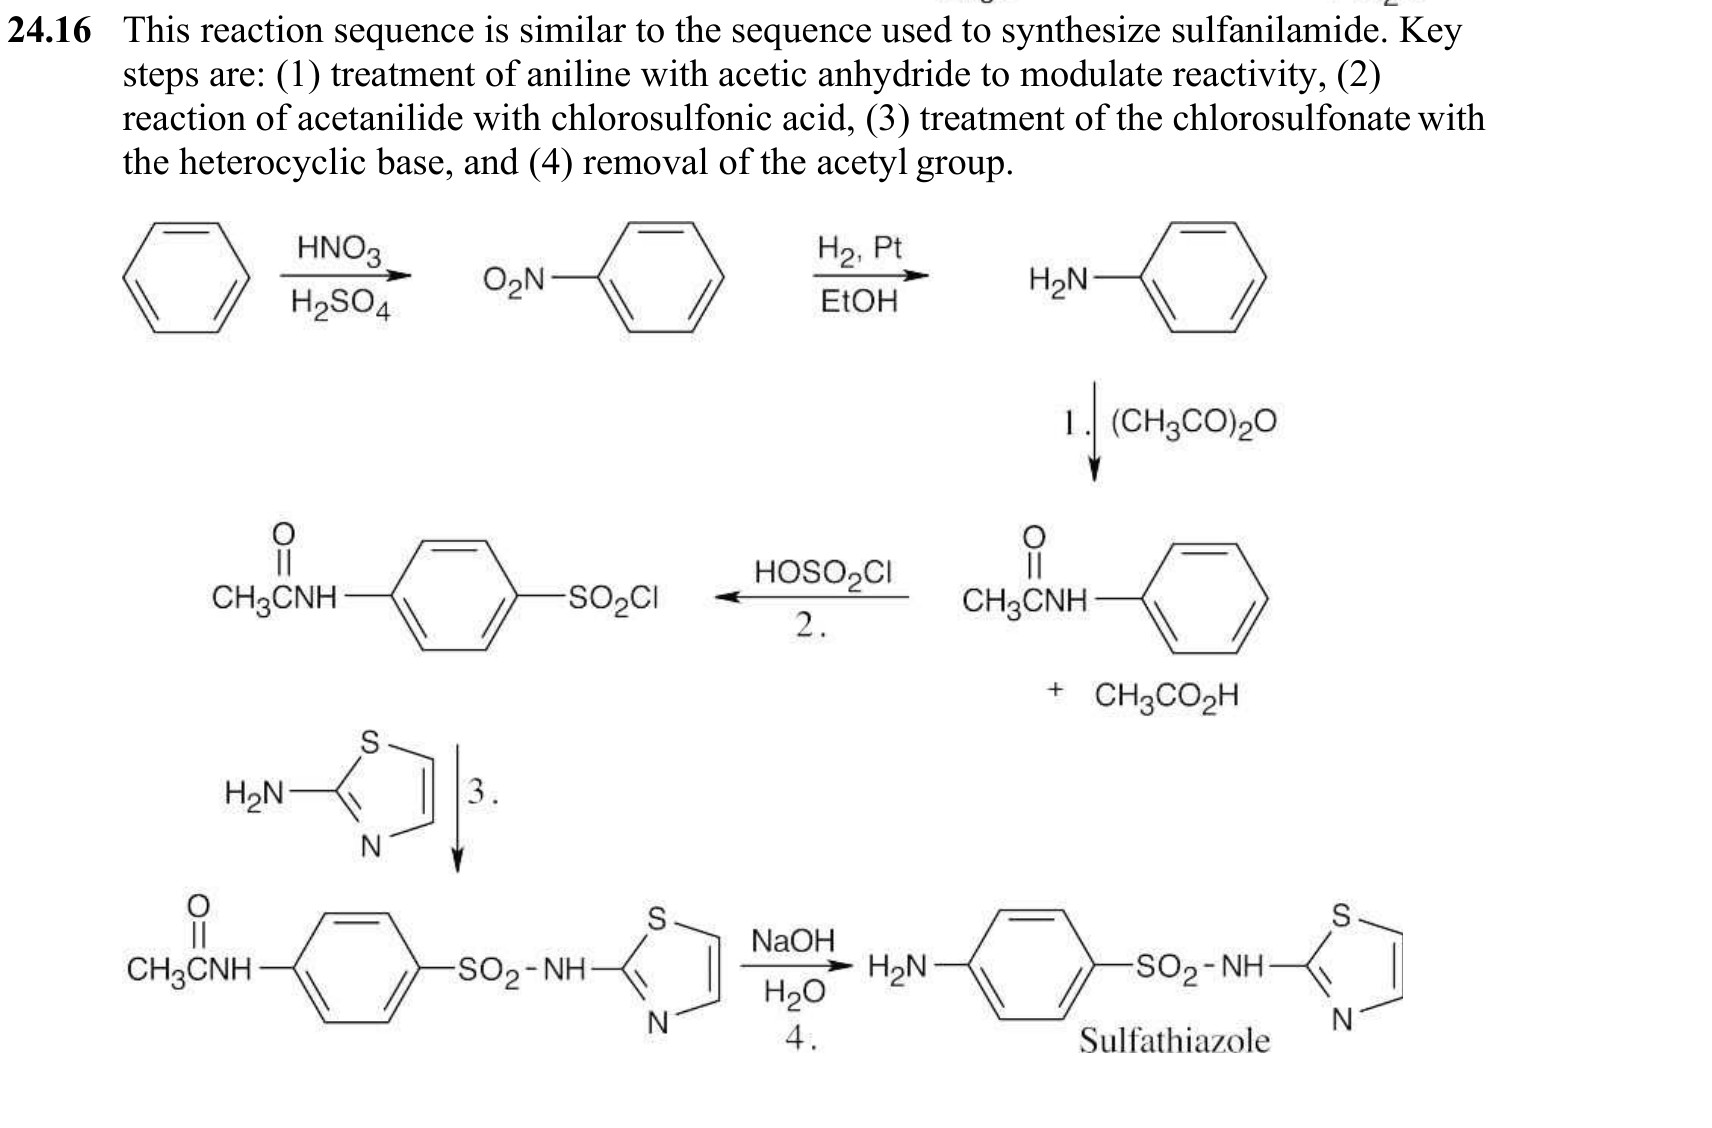 24.16 This reaction sequence is similar to the sequence used to synthesize sulfanilamide. Key
steps are: (1) treatment of aniline with acetic anhydride to modulate reactivity, (2)
reaction of acetanilide with chlorosulfonic acid, (3) treatment of the chlorosulfonate with
the heterocyclic base, and (4) removal of the acetyl group.
HNO3
H2SO4
O2N
H2, Pt
EtOH
H2N
1. (CH3CO)2O
O
CH3CNH
SO2Cl
HOSO2Cl
2.
O
CH3CNH
+ CH3CO2H
S
H2N
N
3.
O
CH3CNH
SO2-NH
S
N
NaOH
H2O
4.
H2N
SO2-NH
S
N
Sulfathiazole